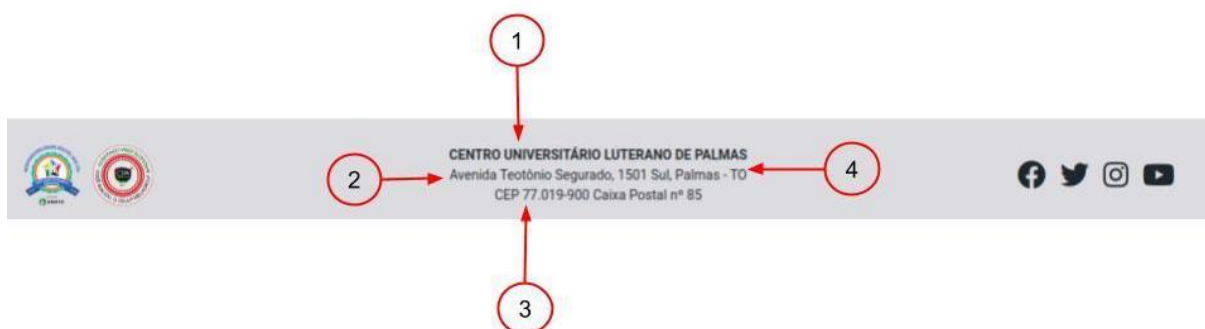 1
CENTRO UNIVERSITÁRIO LUTERANO DE PALMAS
2
Avenida Teotônio Segurado, 1501 Sul, Palmas - TO
4
CEP 77.019-900 Caixa Postal nº 85
3